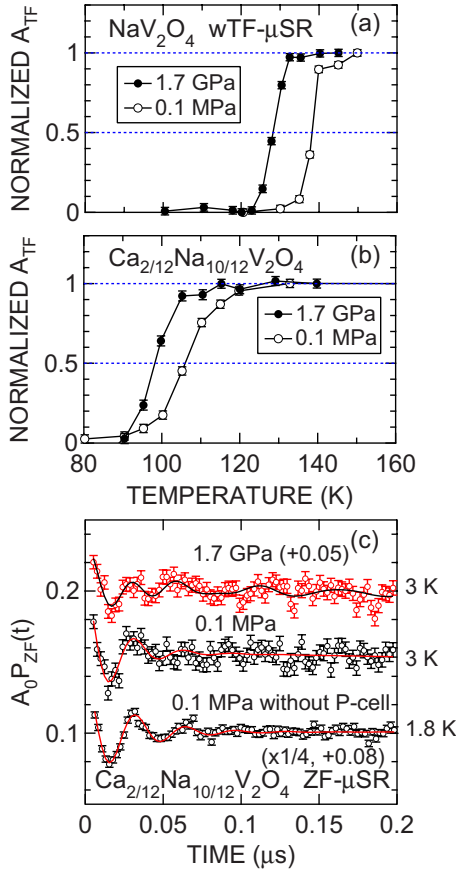 (a)
NaV2O4 wTF-μSR
1.7 GPa
0.1 MPa
NORMALIZED ATF
1
0.5
0
(b)
Ca2/12Na10/12V2O4
1.7 GPa
0.1 MPa
NORMALIZED ATF
1
0.5
0
80 100 120 140 160
TEMPERATURE (K)
(c)
1.7 GPa (+0.05)
3 K
0.1 MPa
3 K
0.1 MPa without P-cell
1.8 K
(x1/4, +0.08)
Ca2/12Na10/12V2O4 ZF-μSR
A0PZF(t)
0.2
0.1
0 0.05 0.1 0.15 0.2
TIME (μs)